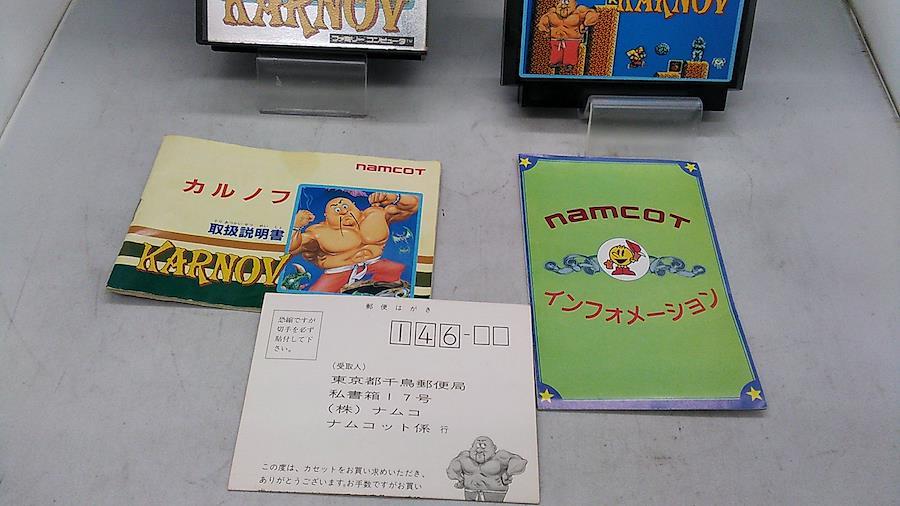 KARNOV
ファミリーコンピュータ™
KARNOV
namcoT
カルノフ
取扱説明書
KARNOV
namcoT
インフォメーション
郵便はがき
恐縮ですが
切手を必ず
貼付して下
さい。
146-
(受取人)
東京都千鳥郵便局
私書箱17号
(株)ナムコ
ナムコット係 行
この度は、カセットをお買い求めいただき、
ありがとうございます。お手数ですがお買い